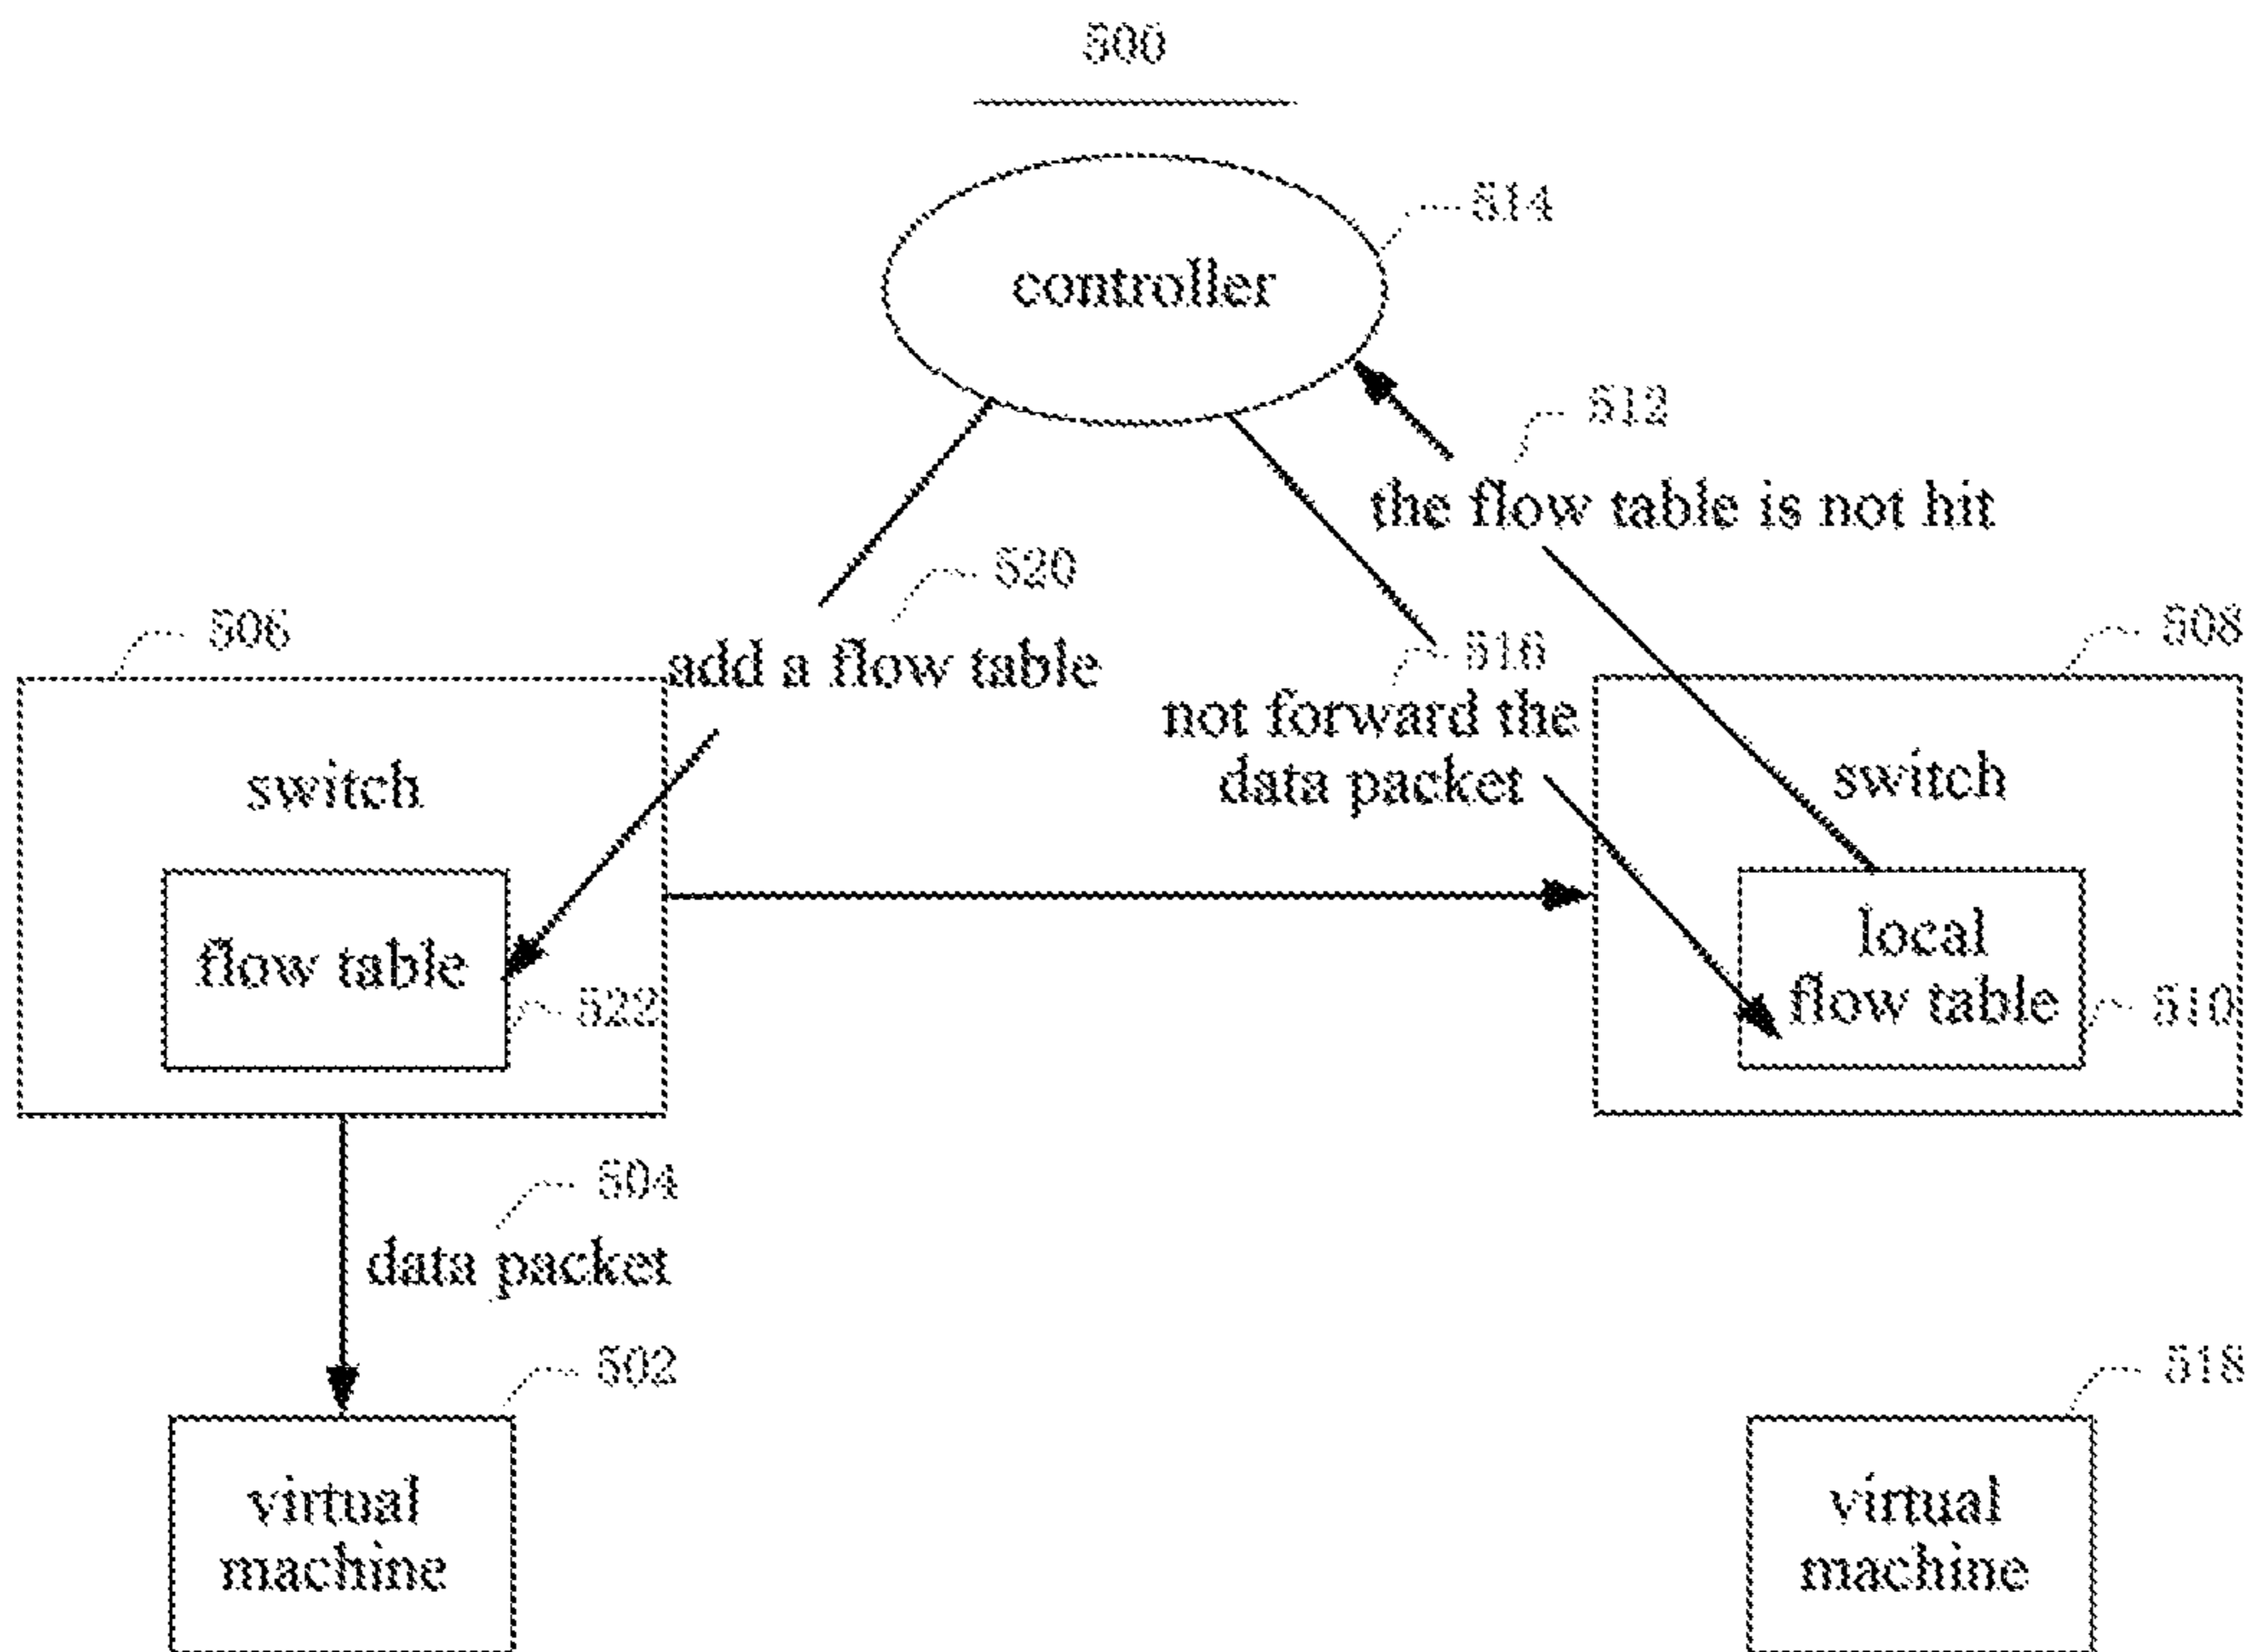 500
514
controller
512
the flow table is not hit
520
add a flow table
506
516
not forward the
data packet
508
switch
switch
flow table
522
local
flow table
510
504
data packet
502
virtual
machine
518
virtual
machine